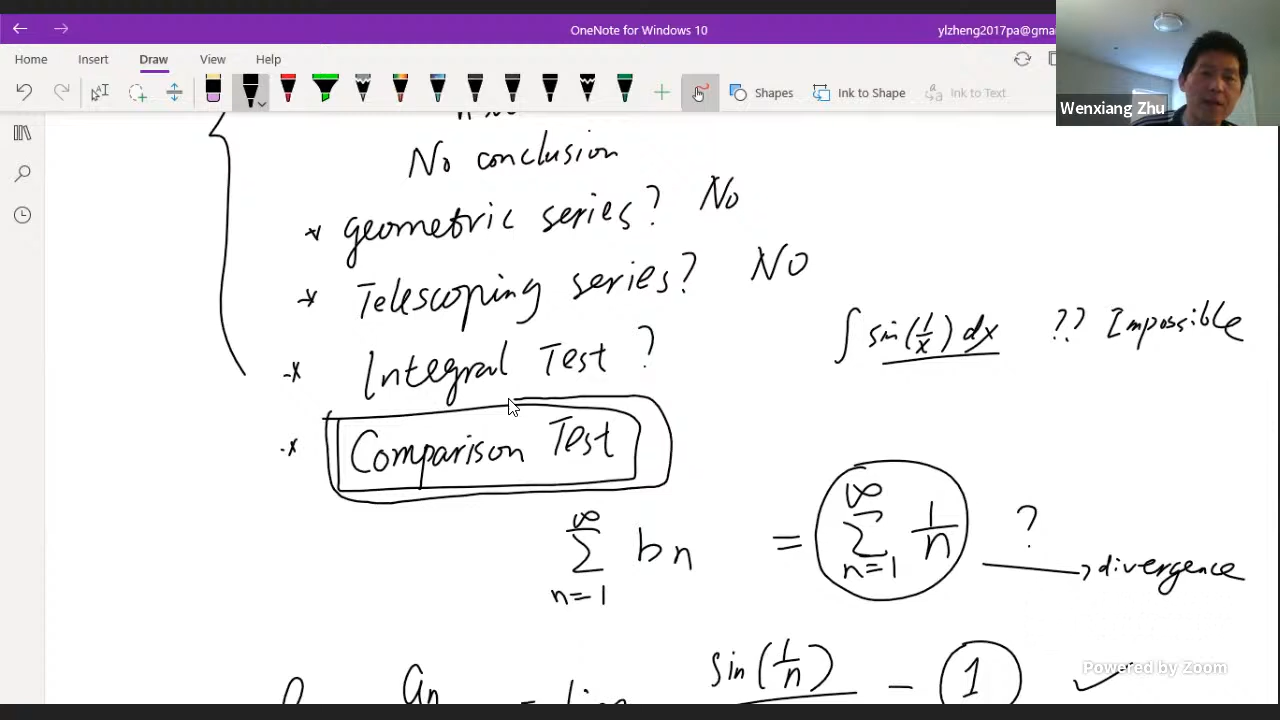 OneNote for Windows 10
ylzheng2017pa@gma
Home Insert Draw View Help
Shapes
Ink to Shape
Ink to Text
Wenxiang Zhu
No conclusion
geometric series? No
Telescoping series? No
Integral Test ?
∫ sin(1/x) dx ?? Impossible
Comparison Test
∞ ∑ n=1 bn = ∞ ∑ n=1 1/n ? → divergence
an sin(1/n) = 1 ✓
Powered by Zoom